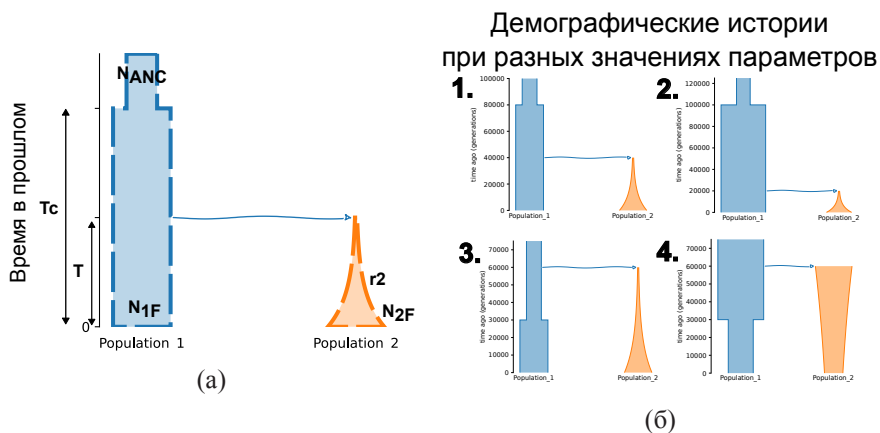 Время в прошлом
Tc
T
0
N_ANC
N_1F
r2
N_2F
Population 1
Population 2
(а)
Демографические истории
при разных значениях параметров
1.
time ago (generations)
100000
80000
60000
40000
20000
0
Population_1
Population_2
2.
time ago (generations)
120000
100000
80000
60000
40000
20000
0
Population_1
Population_2
3.
time ago (generations)
70000
60000
50000
40000
30000
20000
10000
0
Population_1
Population_2
4.
time ago (generations)
70000
60000
50000
40000
30000
20000
10000
0
Population_1
Population_2
(б)